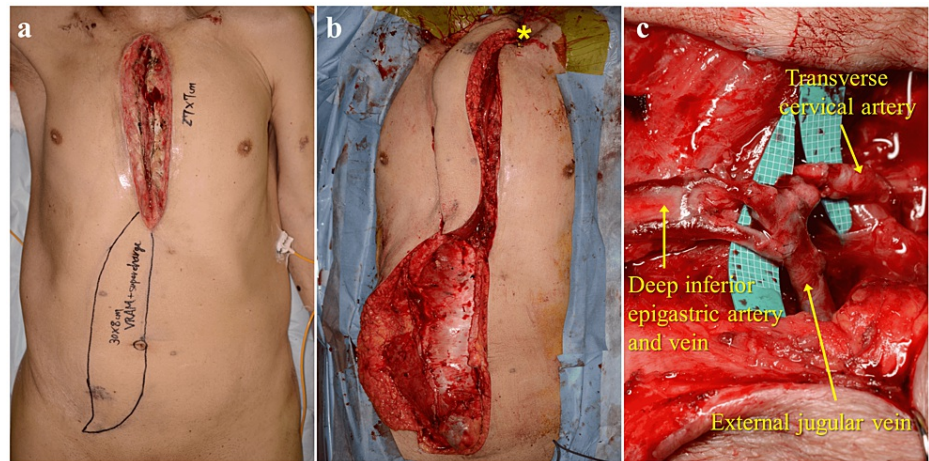 a
27×7cm
30×8cm
VRAM+supercharge
b
*
c
Transverse
cervical artery
Deep inferior
epigastric artery
and vein
External jugular vein